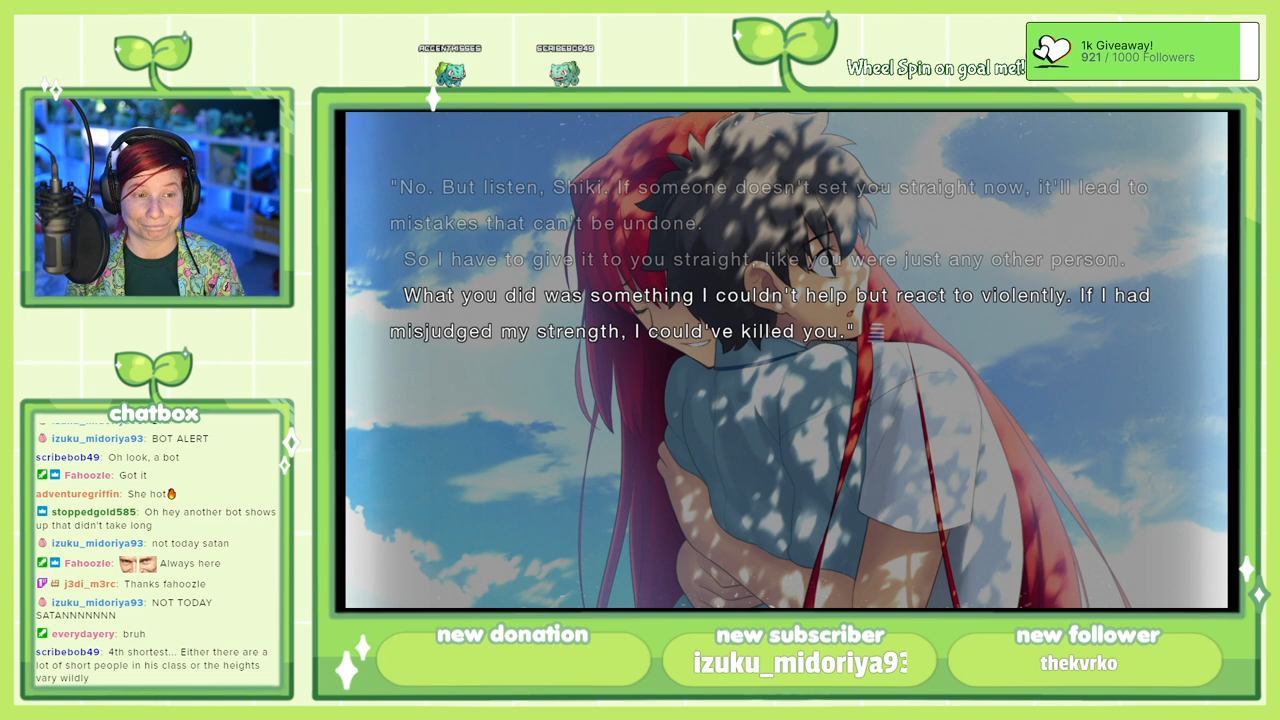 ACCENTKISSES
SCRIBEBOB49
Wheel Spin on goal met!
1k Giveaway!
921 / 1000 Followers
"No. But listen, Shiki. If someone doesn't set you straight now, it'll lead to
mistakes that can't be undone.
So I have to give it to you straight, like you were just any other person.
What you did was something I couldn't help but react to violently. If I had
misjudged my strength, I could've killed you."
chatbox
izuku_midoriya93: BOT ALERT
scribebob49: Oh look, a bot
Fahoozle: Got it
adventuregriffin: She hot🔥
stoppedgold585: Oh hey another bot shows
up that didn't take long
izuku_midoriya93: not today satan
Fahoozle: Always here
j3di_m3rc: Thanks fahoozle
izuku_midoriya93: NOT TODAY
SATANNNNNNN
everydayery: bruh
scribebob49: 4th shortest... Either there are a
lot of short people in his class or the heights
vary wildly
new donation
new subscriber
izuku_midoriya93
new follower
thekvrko